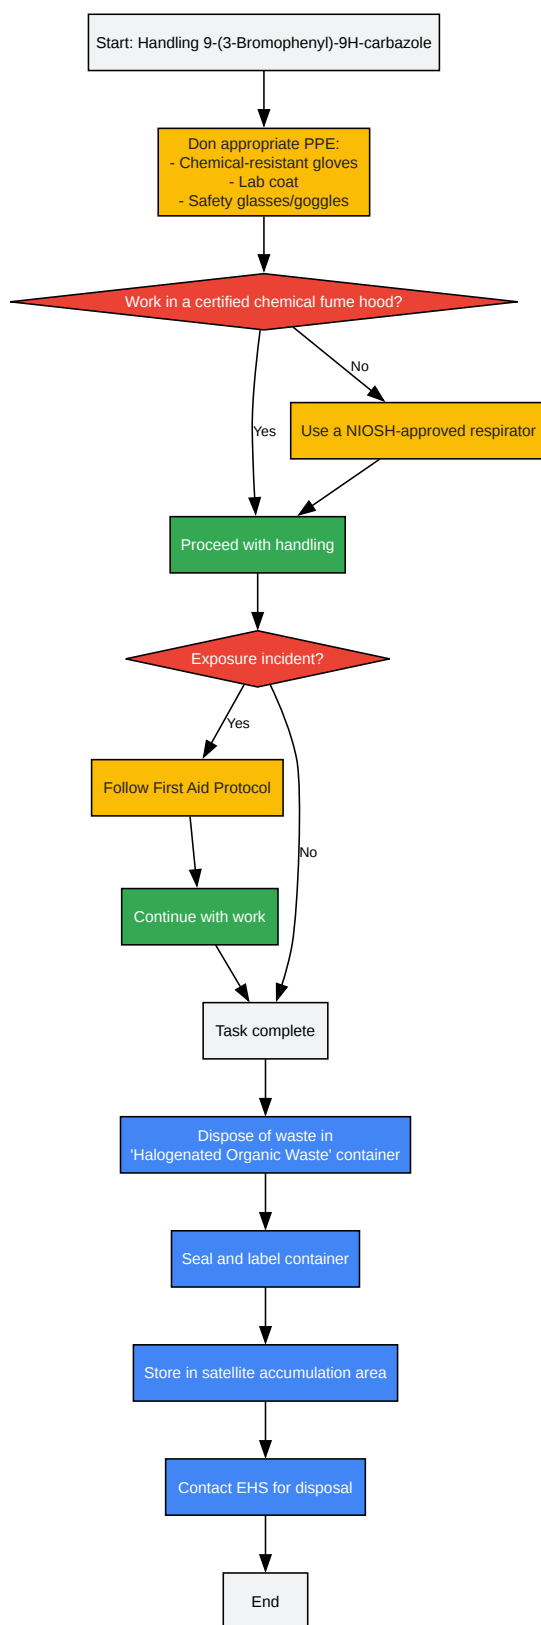 Start: Handling 9-(3-Bromophenyl)-9H-carbazole
Don appropriate PPE:
- Chemical-resistant gloves
- Lab coat
- Safety glasses/goggles
Work in a certified chemical fume hood?
No
Yes
Use a NIOSH-approved respirator
Proceed with handling
Exposure incident?
Yes
Follow First Aid Protocol
No
Continue with work
Task complete
Dispose of waste in
'Halogenated Organic Waste' container
Seal and label container
Store in satellite accumulation area
Contact EHS for disposal
End